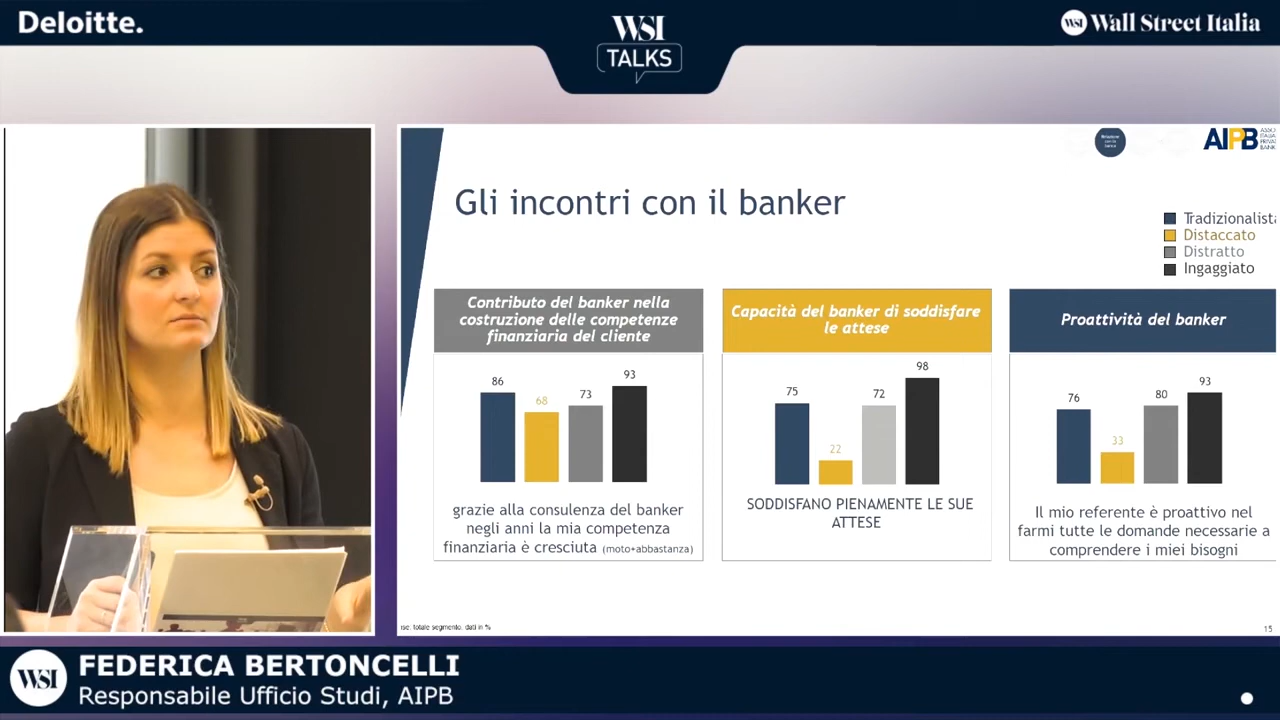 Deloitte.
WSI
TALKS
WSI Wall Street Italia
AIPB
Gli incontri con il banker
Tradizionalista
Distaccato
Distratto
Ingaggiato
Contributo del banker nella
costruzione delle competenze
finanziaria del cliente
86
68
73
93
grazie alla consulenza del banker
negli anni la mia competenza
finanziaria è cresciuta (moto+abbastanza)
Capacità del banker di soddisfare
le attese
75
22
72
98
SODDISFANO PIENAMENTE LE SUE
ATTESE
Proattività del banker
76
33
80
93
Il mio referente è proattivo nel
farmi tutte le domande necessarie a
comprendere i miei bisogni
totale segmento, dati in %
15
WSI
FEDERICA BERTONCELLI
Responsabile Ufficio Studi, AIPB